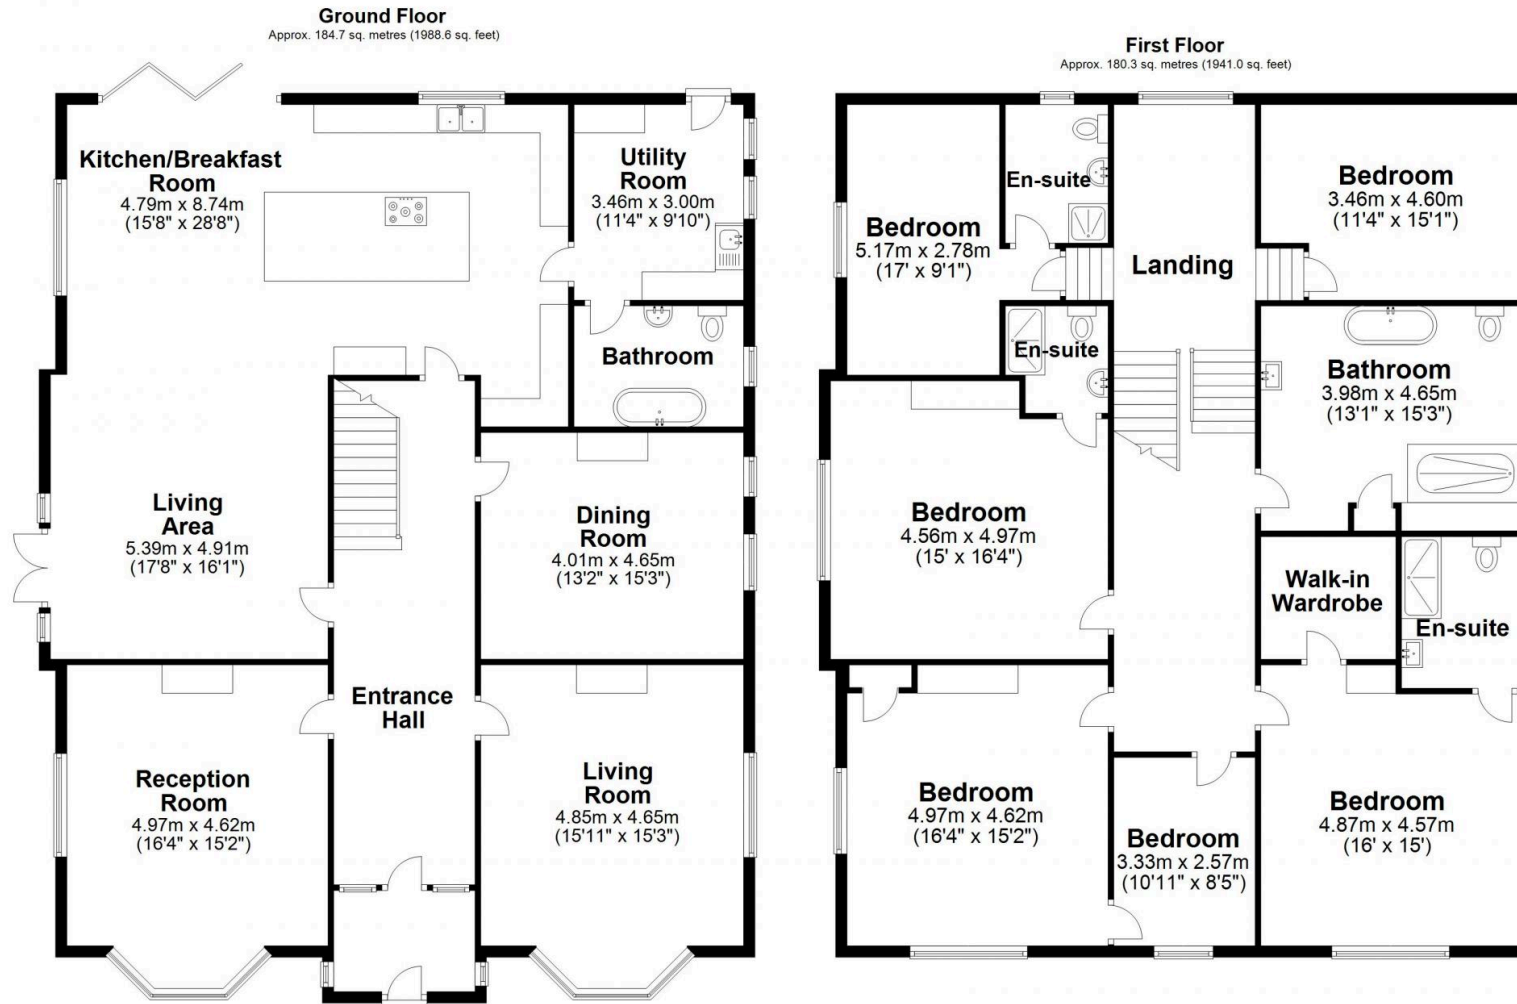 Ground Floor
Approx. 184.7 sq. metres (1988.6 sq. feet)
Kitchen/Breakfast
Room
4.79m x 8.74m
(15'8" x 28'8")
Utility
Room
3.46m x 3.00m
(11'4" x 9'10")
Bathroom
Living
Area
5.39m x 4.91m
(17'8" x 16'1")
Dining
Room
4.01m x 4.65m
(13'2" x 15'3")
Entrance
Hall
Reception
Room
4.97m x 4.62m
(16'4" x 15'2")
Living
Room
4.85m x 4.65m
(15'11" x 15'3")
First Floor
Approx. 180.3 sq. metres (1941.0 sq. feet)
En-suite
Bedroom
5.17m x 2.78m
(17' x 9'1")
Landing
Bedroom
3.46m x 4.60m
(11'4" x 15'1")
En-suite
Bathroom
3.98m x 4.65m
(13'1" x 15'3")
Bedroom
4.56m x 4.97m
(15' x 16'4")
Walk-in
Wardrobe
En-suite
Bedroom
4.97m x 4.62m
(16'4" x 15'2")
Bedroom
3.33m x 2.57m
(10'11" x 8'5")
Bedroom
4.87m x 4.57m
(16' x 15')